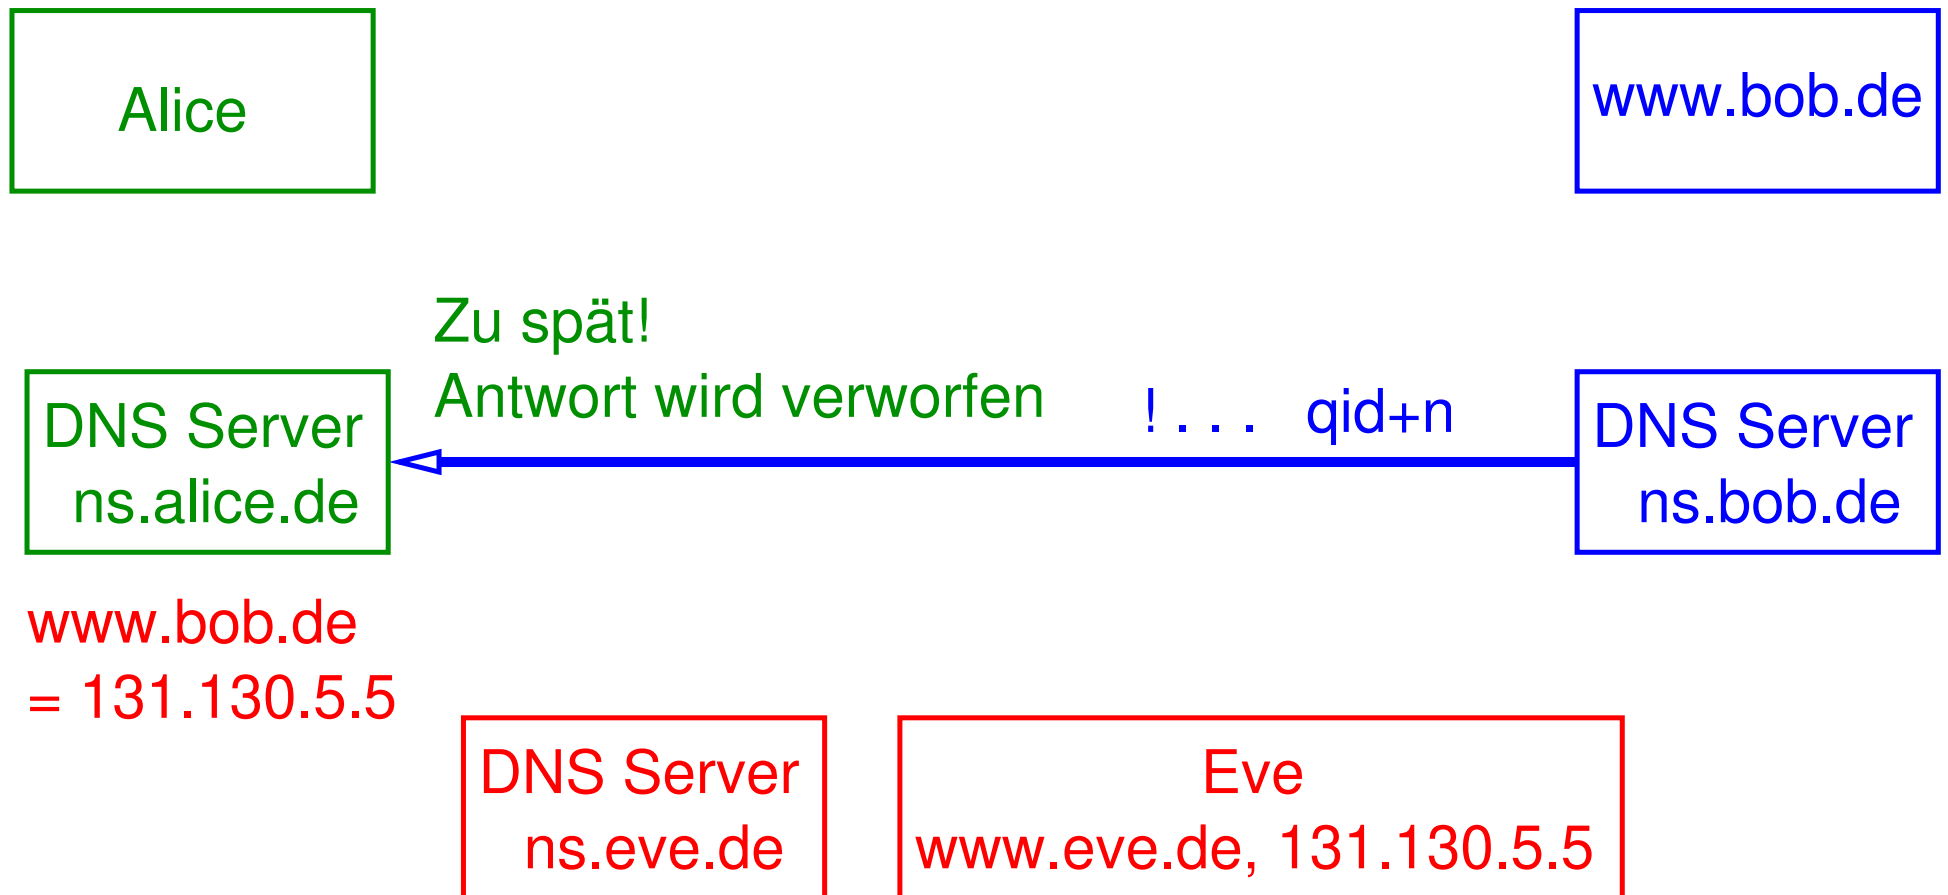 Alice
www.bob.de
Zu spät!
Antwort wird verworfen
!... qid+n
DNS Server
ns.alice.de
DNS Server
ns.bob.de
www.bob.de
= 131.130.5.5
DNS Server
ns.eve.de
Eve
www.eve.de, 131.130.5.5